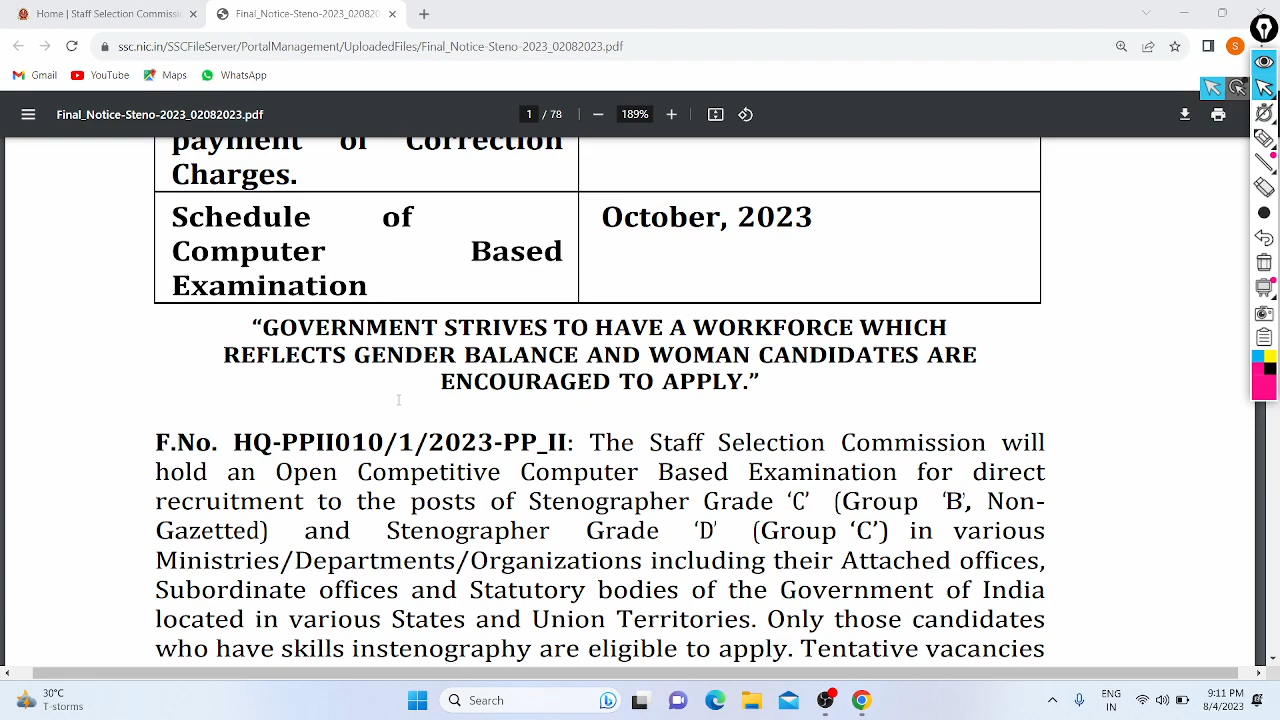 Home | Staff Selection Commissi
Final_Notice-Steno-2023_020820
ssc.nic.in/SSCFileServer/PortalManagement/UploadedFiles/Final_Notice-Steno-2023_02082023.pdf
S
Gmail YouTube Maps WhatsApp
Final_Notice-Steno-2023_02082023.pdf 1 / 78 189%
payment of Correction
Charges.
Schedule of
Computer Based
Examination
October, 2023
“GOVERNMENT STRIVES TO HAVE A WORKFORCE WHICH
REFLECTS GENDER BALANCE AND WOMAN CANDIDATES ARE
ENCOURAGED TO APPLY.”
F.No. HQ-PPII010/1/2023-PP_II: The Staff Selection Commission will
hold an Open Competitive Computer Based Examination for direct
recruitment to the posts of Stenographer Grade ‘C’ (Group ‘B’, Non-
Gazetted) and Stenographer Grade ‘D’ (Group ‘C’) in various
Ministries/Departments/Organizations including their Attached offices,
Subordinate offices and Statutory bodies of the Government of India
located in various States and Union Territories. Only those candidates
who have skills instenography are eligible to apply. Tentative vacancies
30°C
T-storms
Search
ENG
IN
9:11 PM
8/4/2023